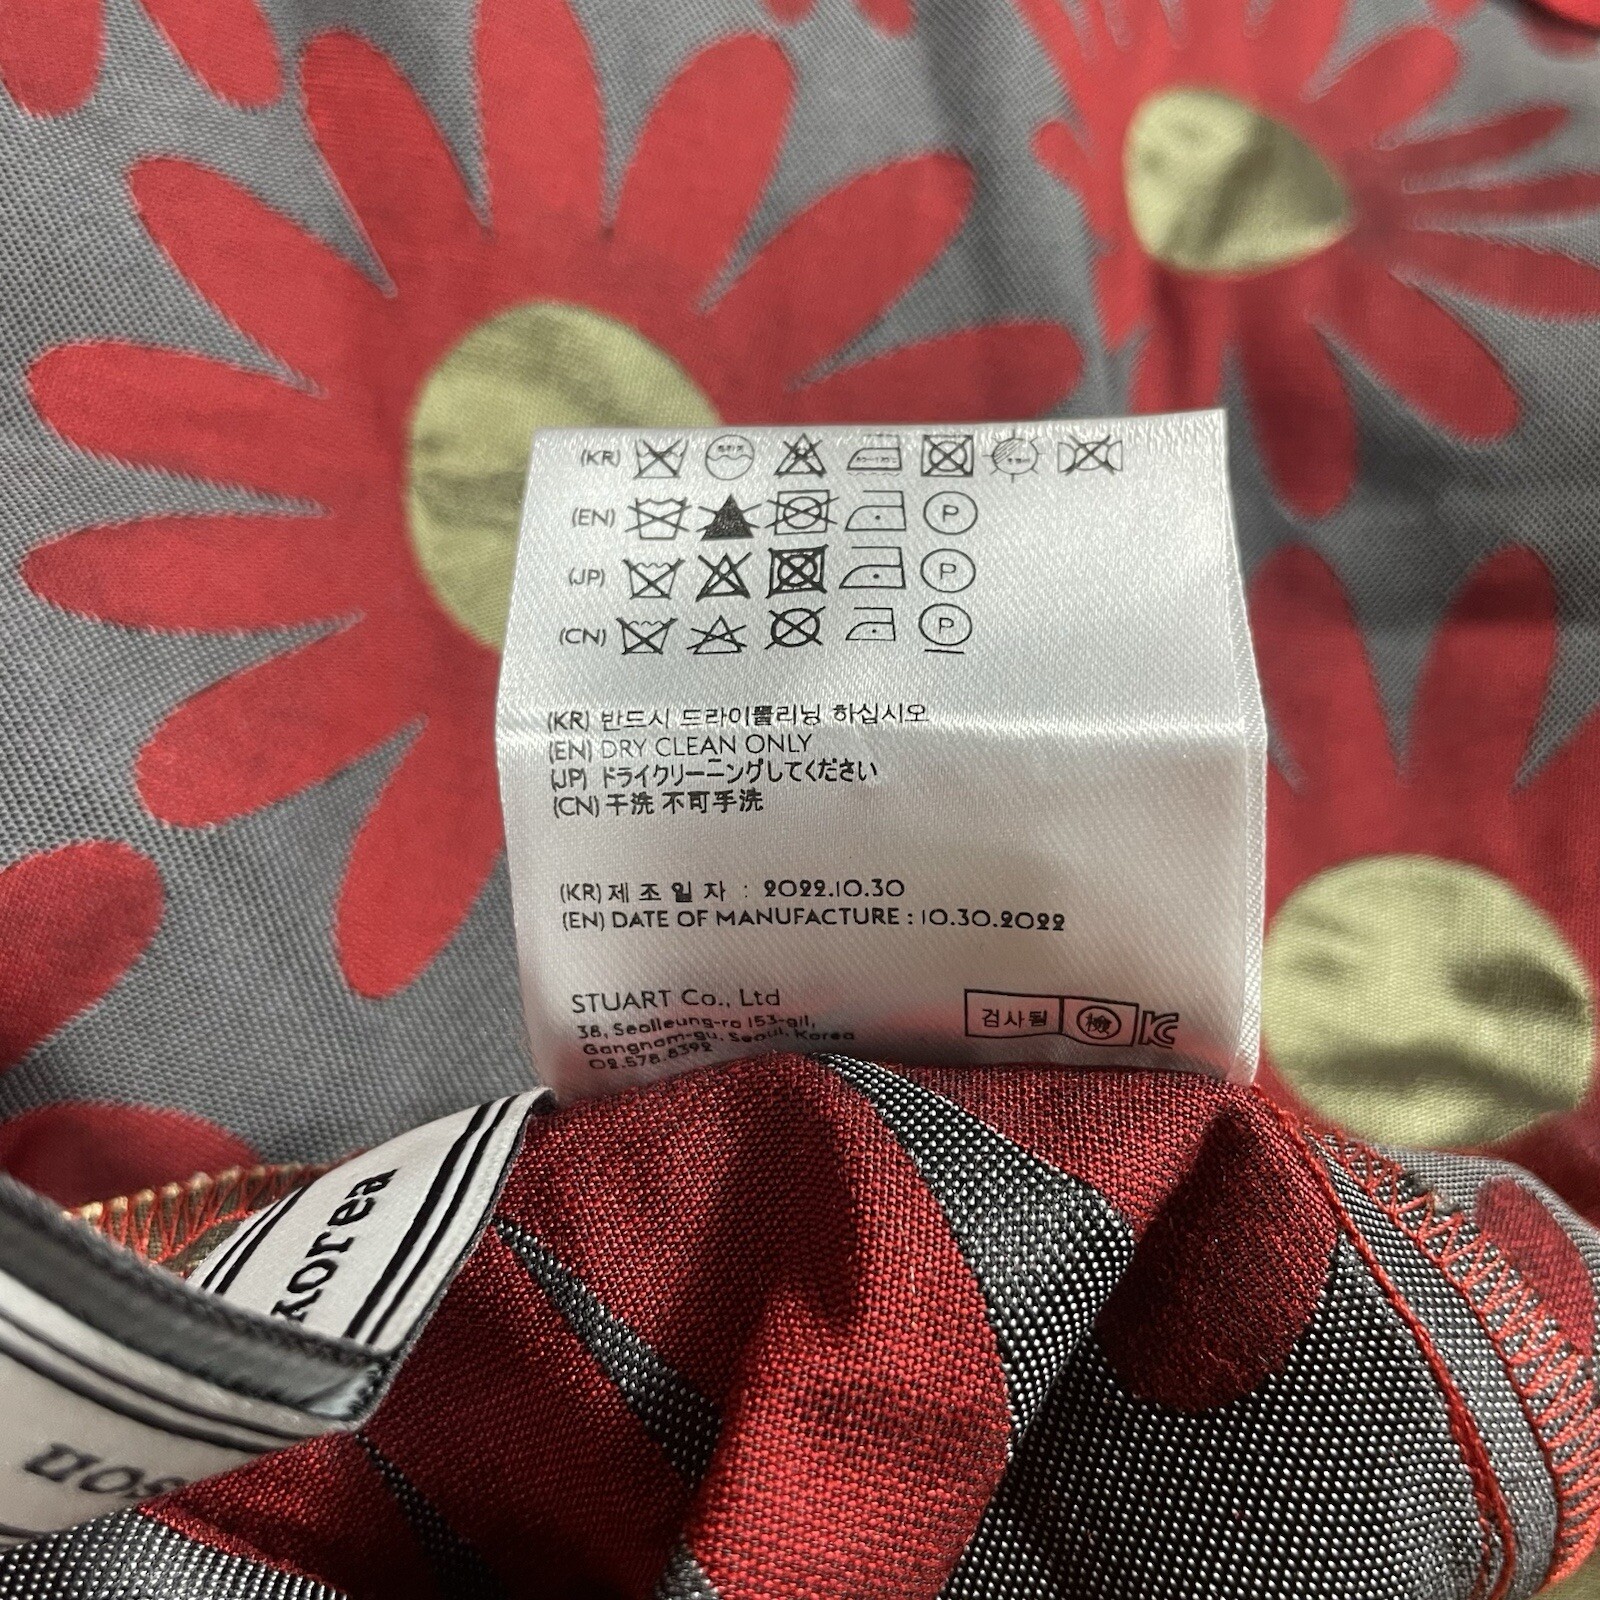 (KR)
(EN) P
(JP) P
(CN) P
(KR) 반드시 드라이클리닝 하십시오
(EN) DRY CLEAN ONLY
(JP) ドライクリーニングしてください
(CN) 干洗 不可手洗
(KR) 제 조 일 자 : 2022.10.30
(EN) DATE OF MANUFACTURE : 10.30.2022
STUART Co., Ltd
38, Seolleung-ro 153-gil,
Gangnam-gu, Seoul, Korea
02.578.8392
검사필 檢 KC